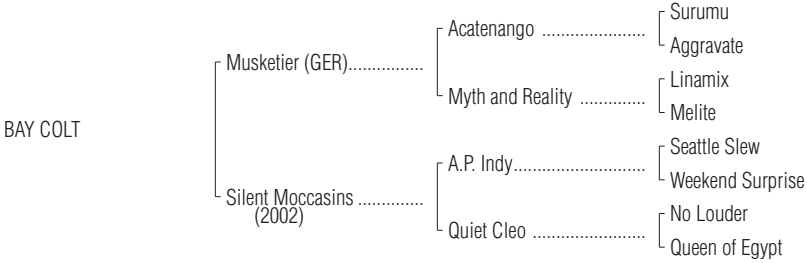 Surumu
Acatenango ......................
Aggravate
Musketier (GER)................
Linamix
Myth and Reality ..............
Melite
BAY COLT
Seattle Slew
A.P. Indy............................
Weekend Surprise
Silent Moccasins ..............
(2002)
No Louder
Quiet Cleo ........................
Queen of Egypt